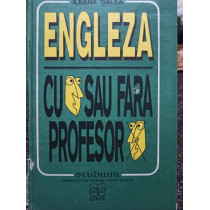 ILEANA GALEA
ENGLEZA
CU SAU FARA
PROFESOR
studium